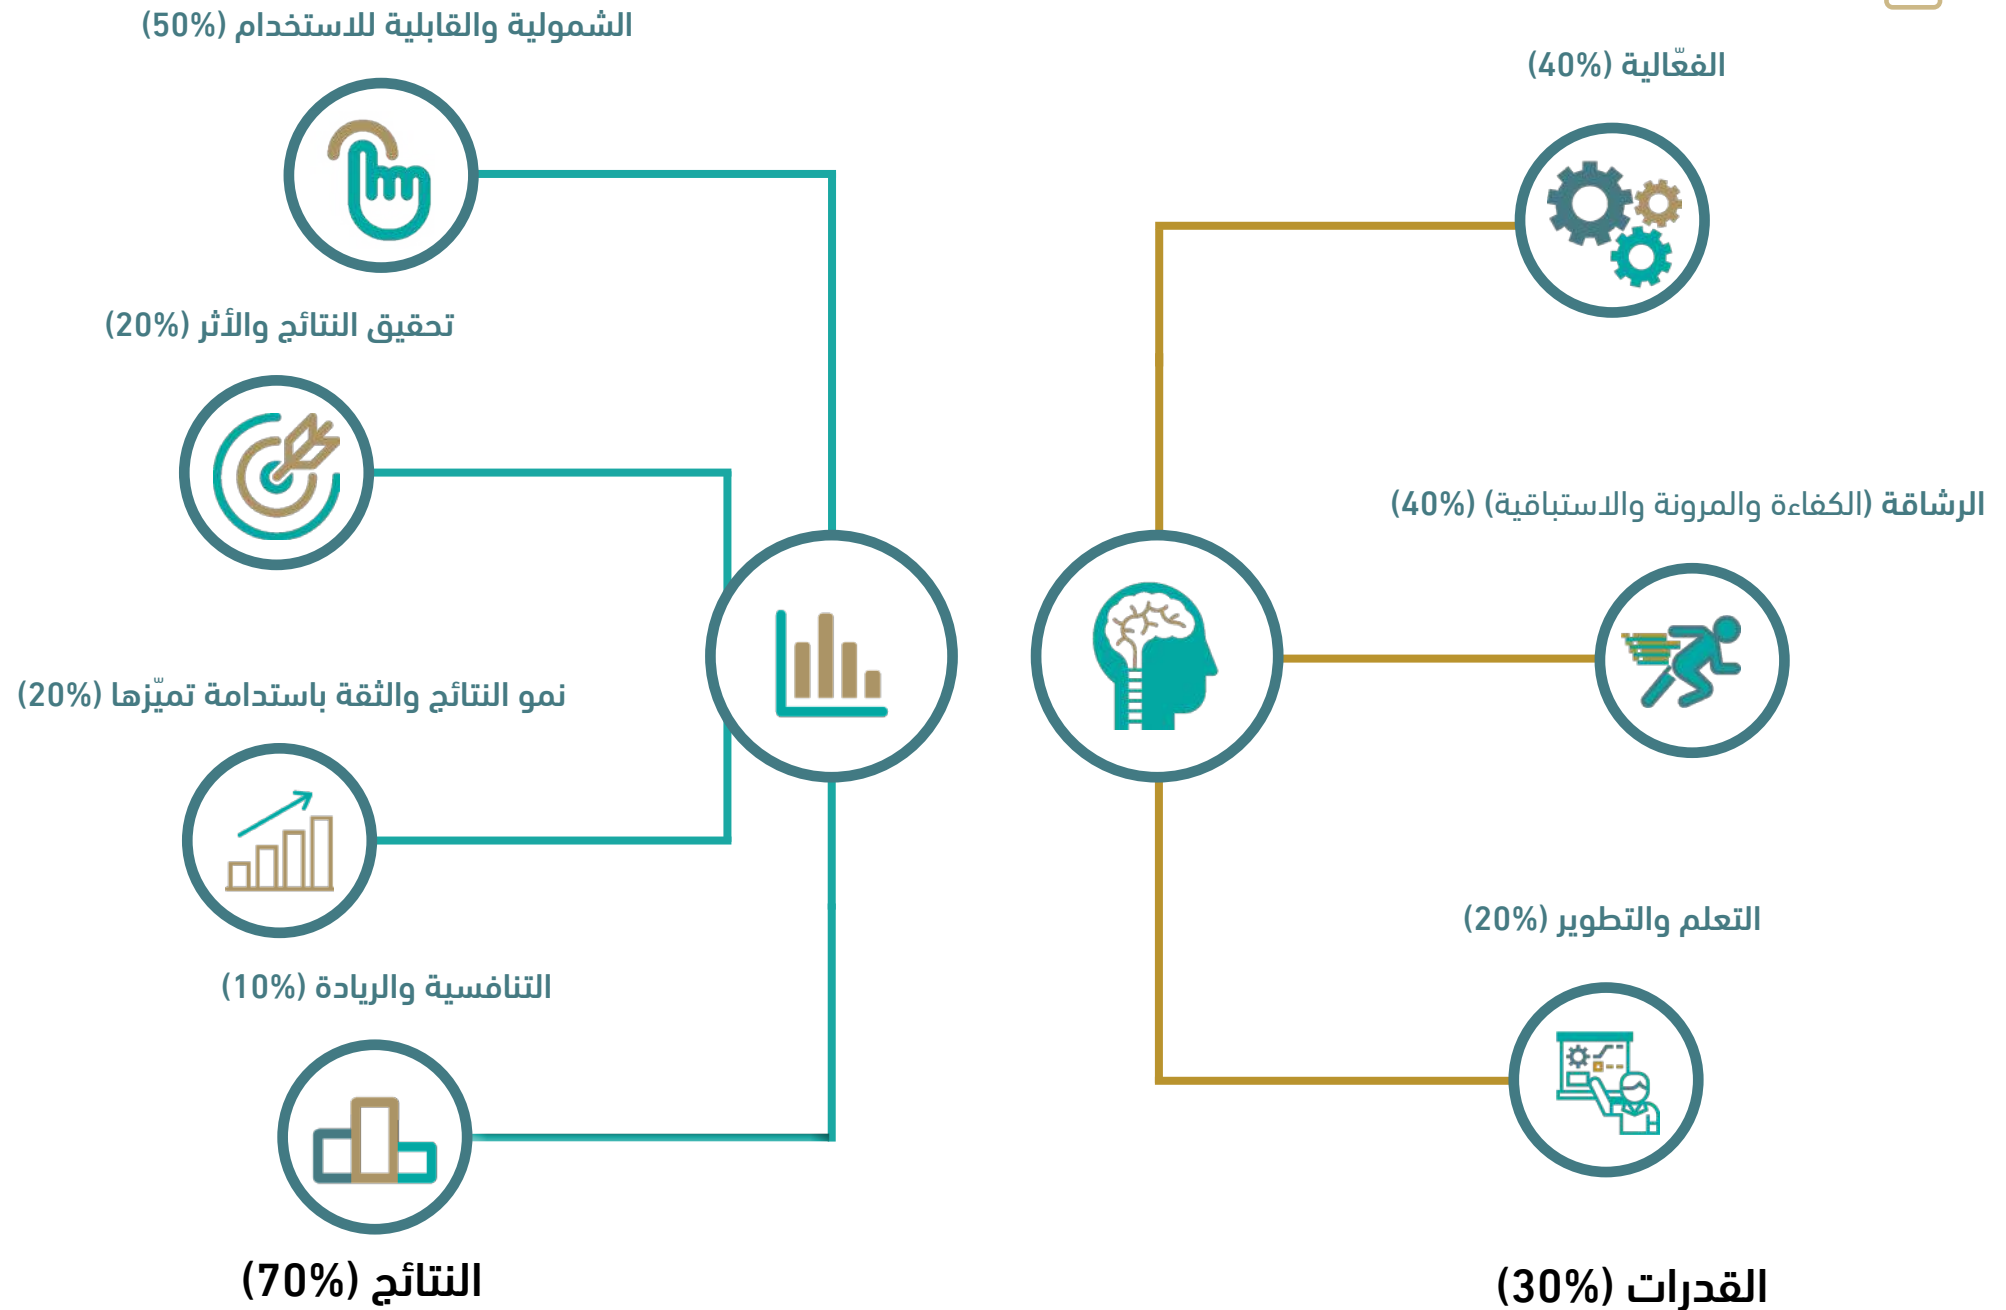 الفعّالية (40%)
الرشاقة (الكفاءة والمرونة والاستباقية) (40%)
التعلم والتطوير (20%)
القدرات (30%)
الشمولية والقابلية للاستخدام (50%)
تحقيق النتائج والأثر (20%)
نمو النتائج والثقة باستدامة تميّزها (20%)
التنافسية والريادة (10%)
النتائج (70%)